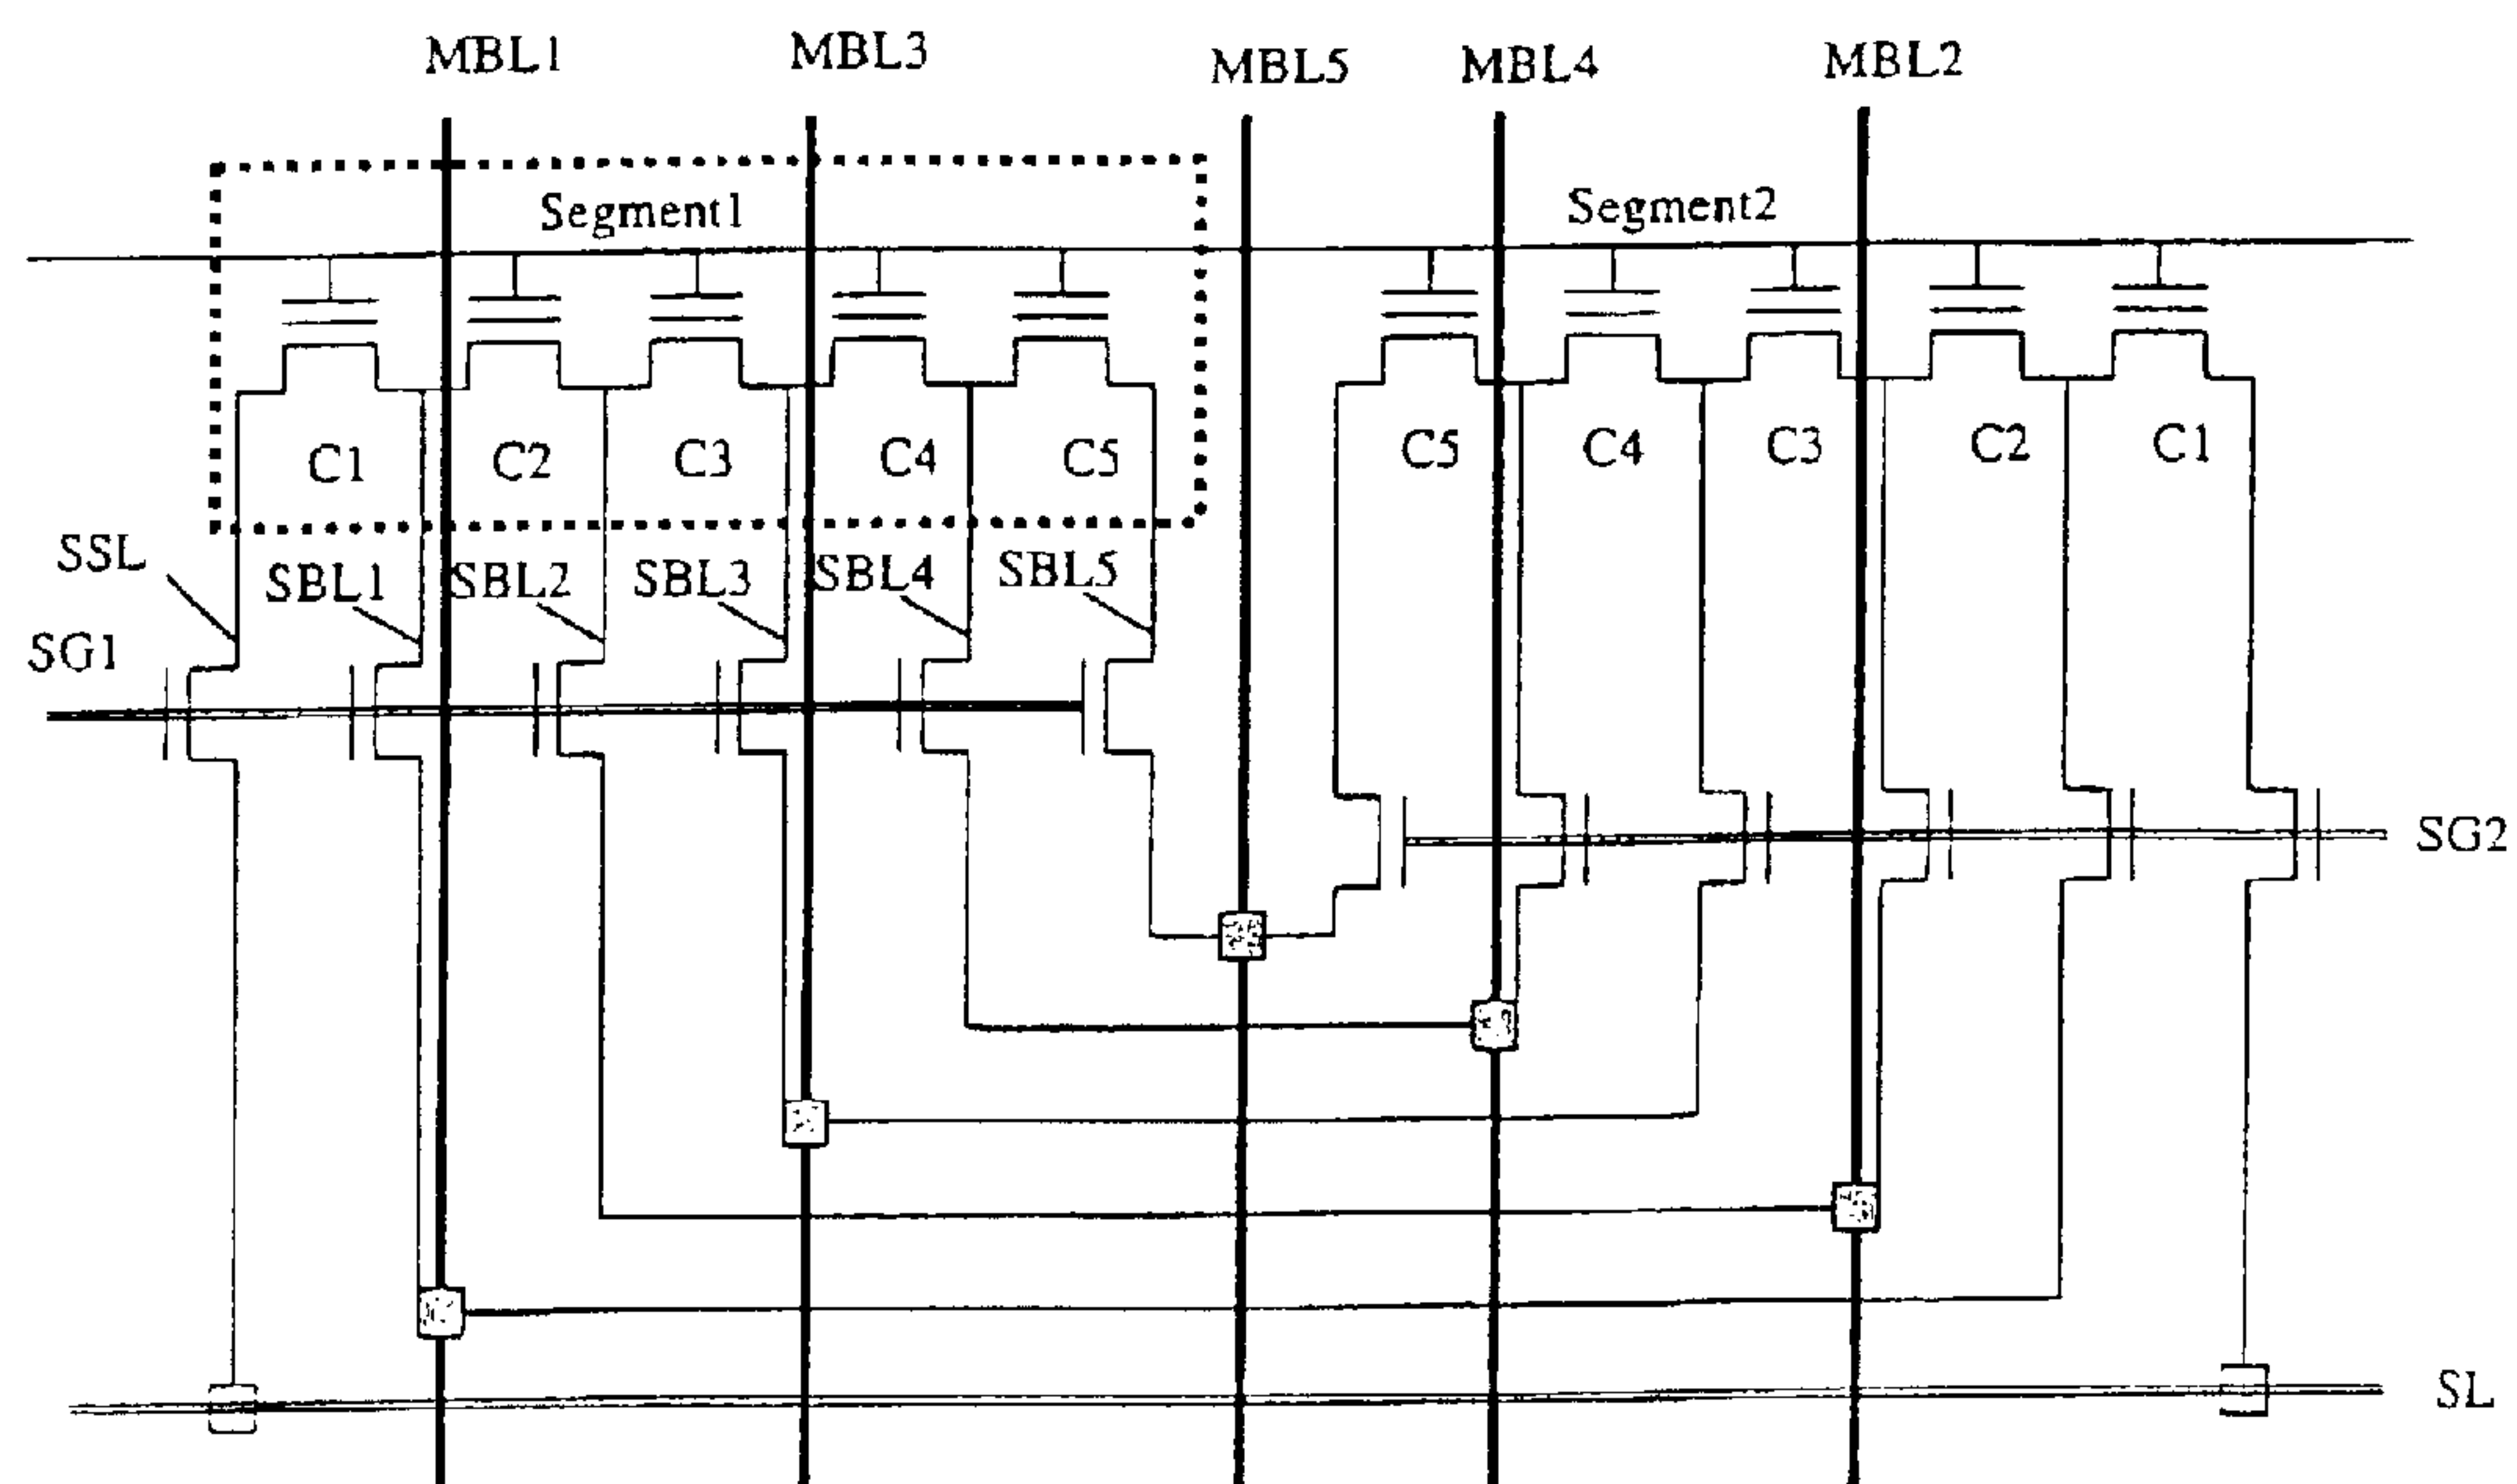 MBL1 MBL3 MBL5 MBL4 MBL2
Segment1 Segment2
C1 C2 C3 C4 C5 C5 C4 C3 C2 C1
SSL SBL1 SBL2 SBL3 SBL4 SBL5
SG1
SG2
SL